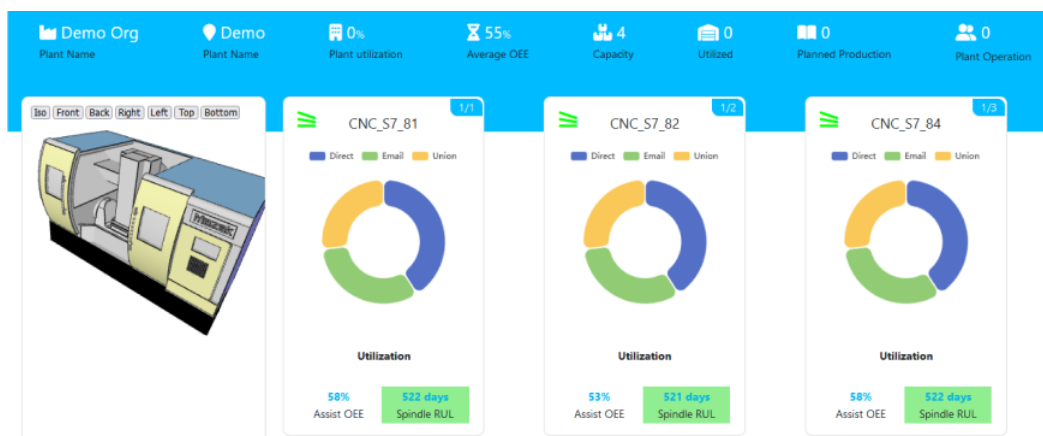 Demo Org
Plant Name
Demo
Plant Name
0%
Plant utilization
55%
Average OEE
4
Capacity
0
Utilized
0
Planned Production
0
Plant Operation
Iso Front Back Right Left Top Bottom
Mazak
1/1
CNC_S7_81
Direct Email Union
Utilization
58%
Assist OEE
522 days
Spindle RUL
1/2
CNC_S7_82
Direct Email Union
Utilization
53%
Assist OEE
521 days
Spindle RUL
1/3
CNC_S7_84
Direct Email Union
Utilization
58%
Assist OEE
522 days
Spindle RUL